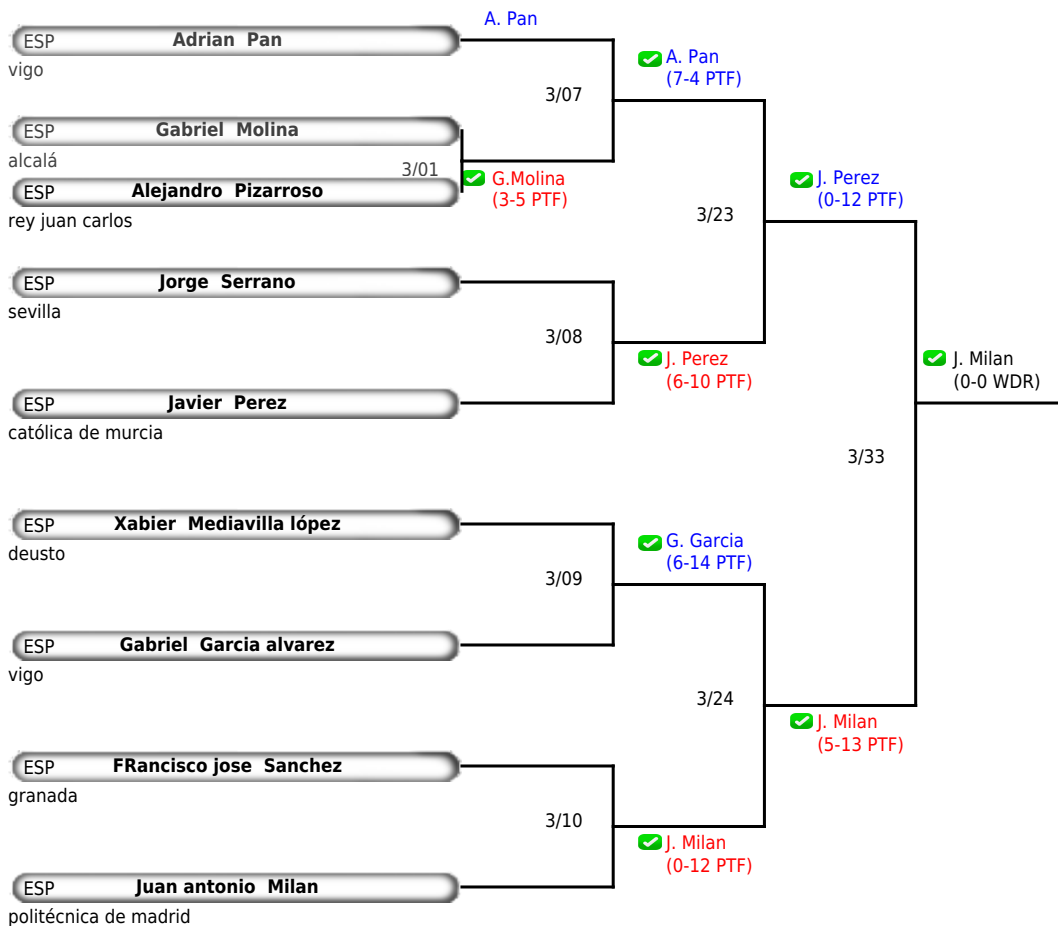 A. Pan
ESP Adrian Pan
vigo
A. Pan
(7-4 PTF)
3/07
ESP Gabriel Molina
alcalá
3/01
G.Molina
(3-5 PTF)
ESP Alejandro Pizarroso
rey juan carlos
J. Perez
(0-12 PTF)
3/23
ESP Jorge Serrano
sevilla
3/08
J. Perez
(6-10 PTF)
J. Milan
(0-0 WDR)
ESP Javier Perez
católica de murcia
3/33
ESP Xabier Mediavilla lópez
deusto
G. Garcia
(6-14 PTF)
3/09
ESP Gabriel Garcia alvarez
vigo
3/24
J. Milan
(5-13 PTF)
ESP FRancisco jose Sanchez
granada
3/10
J. Milan
(0-12 PTF)
ESP Juan antonio Milan
politécnica de madrid